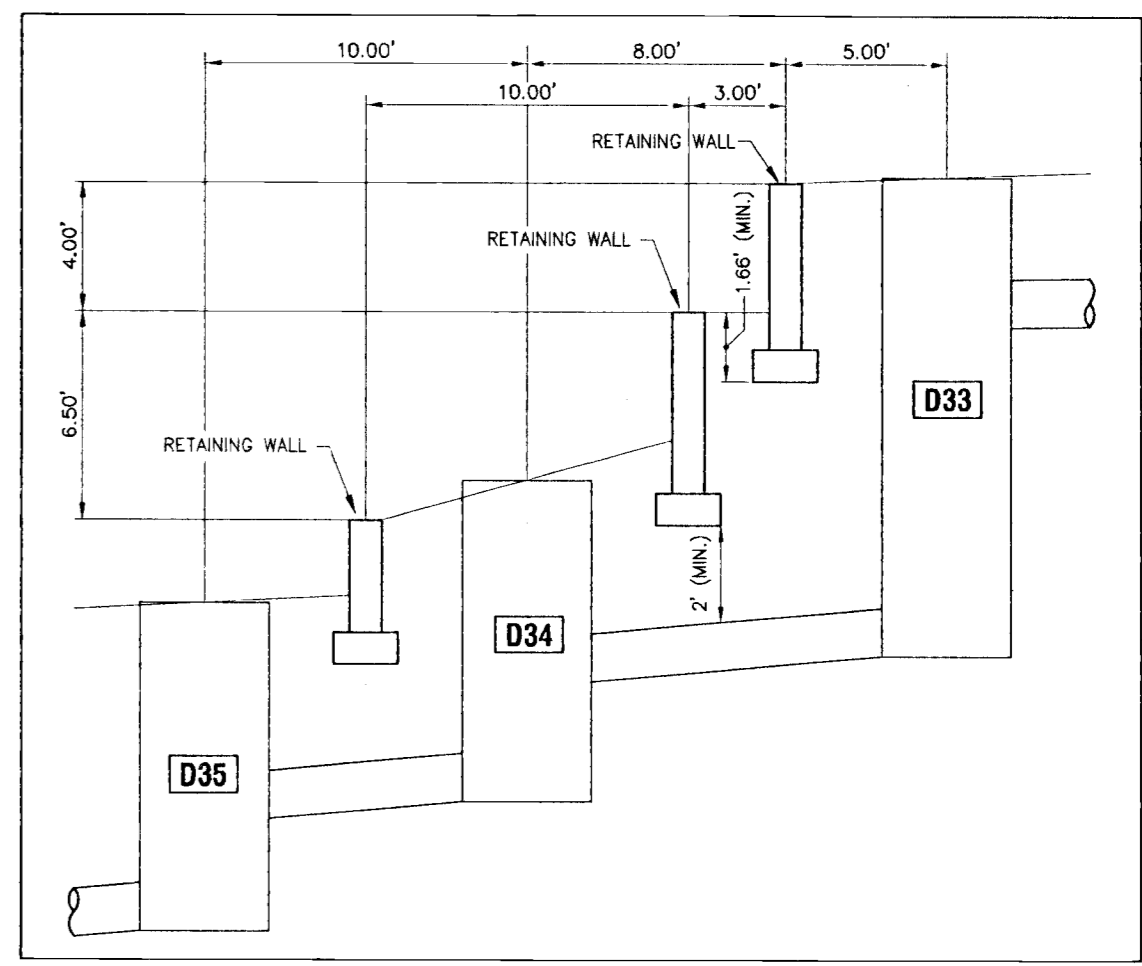 10.00'
8.00'
5.00'
10.00'
3.00'
RETAINING WALL
4.00'
1.66' (MIN.)
RETAINING WALL
D33
6.50'
RETAINING WALL
2' (MIN.)
D34
D35